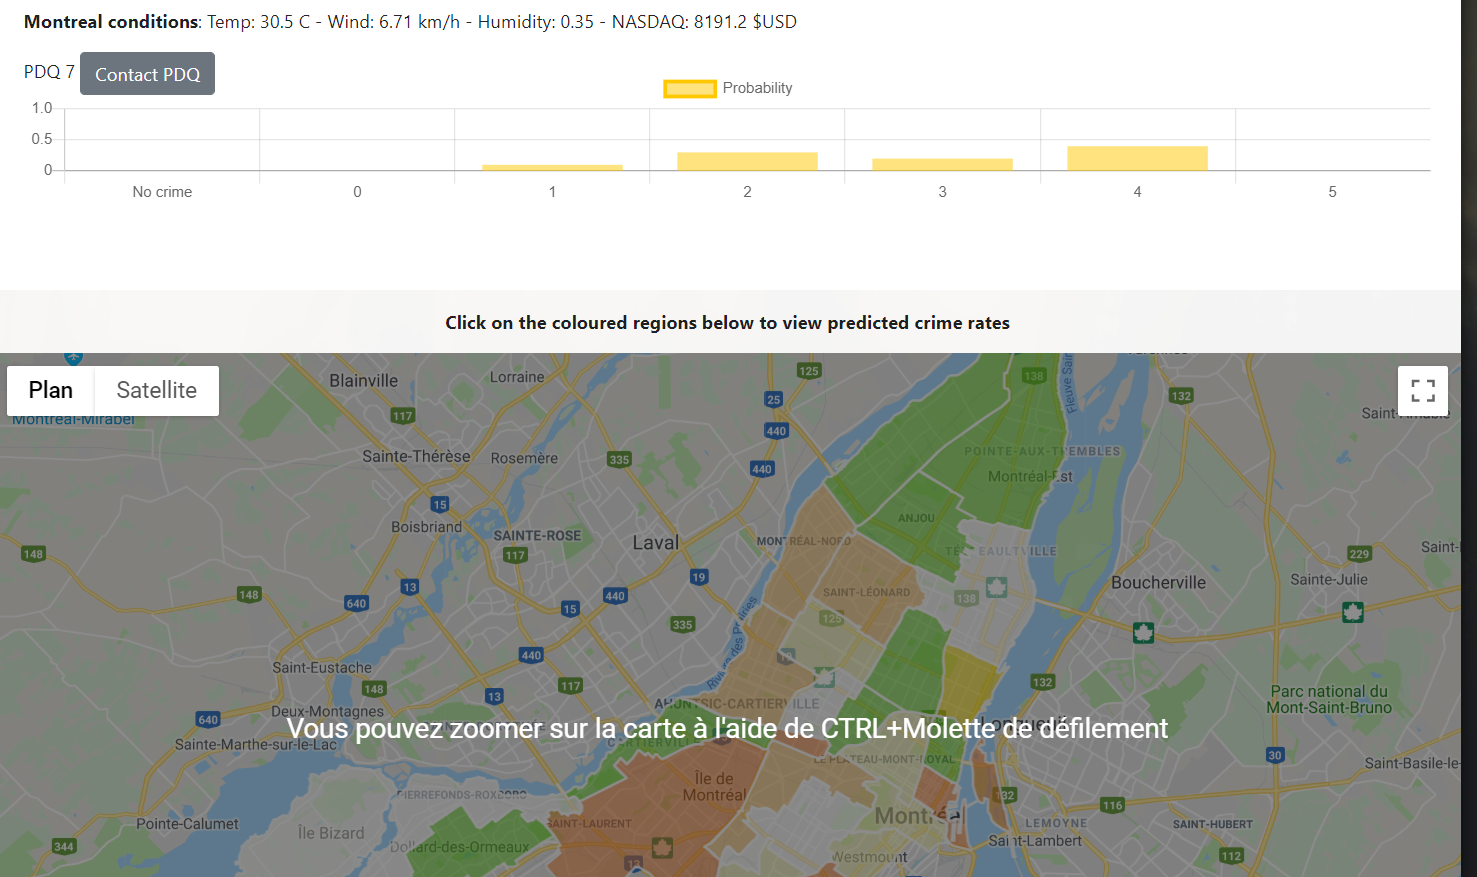 Montreal conditions: Temp: 30.5 C - Wind: 6.71 km/h - Humidity: 0.35 - NASDAQ: 8191.2 $USD
PDQ 7 Contact PDQ
Probability
1.0
0.5
0
No crime 0 1 2 3 4 5
Click on the coloured regions below to view predicted crime rates
Plan Satellite
Montréal-Mirabel
Blainville
Lorraine
125
138
Fleuve
132
25
117
440
Sainte-Thérèse
Rosemère
335
440
POINTE-AUX-TREMBLES
Montréal-Est
15
Boisbriand
SAINTE-ROSE
117
Laval
MONTRÉAL-NORD
ANJOU
148
229
Saint-
Boucherville
Sainte-Julie
148
13
640
440
15
19
335
SAINT-LÉONARD
125
138
440
19
Rivière des Prairies
Saint-Eustache
148
117
13
132
Parc national du
Mont-Saint-Bruno
Deux-Montagnes
640
AHUNTSIC-CARTIERVILLE
Vous pouvez zoomer sur la carte à l'aide de CTRL+Molette de défilement
Longueuil
Sainte-Marthe-sur-le-Lac
CARTIERVILLE
LE PLATEAU-MONT-ROYAL
30
Saint-Basile-le-
Île de
Montréal
PIERREFONDS-ROXBORO
132
116
Pointe-Calumet
Île Bizard
SAINT-LAURENT
Montréal
LEMOYNE
SAINT-HUBERT
344
Dollard-des-Ormeaux
Saint-Lambert
Westmount
13
112